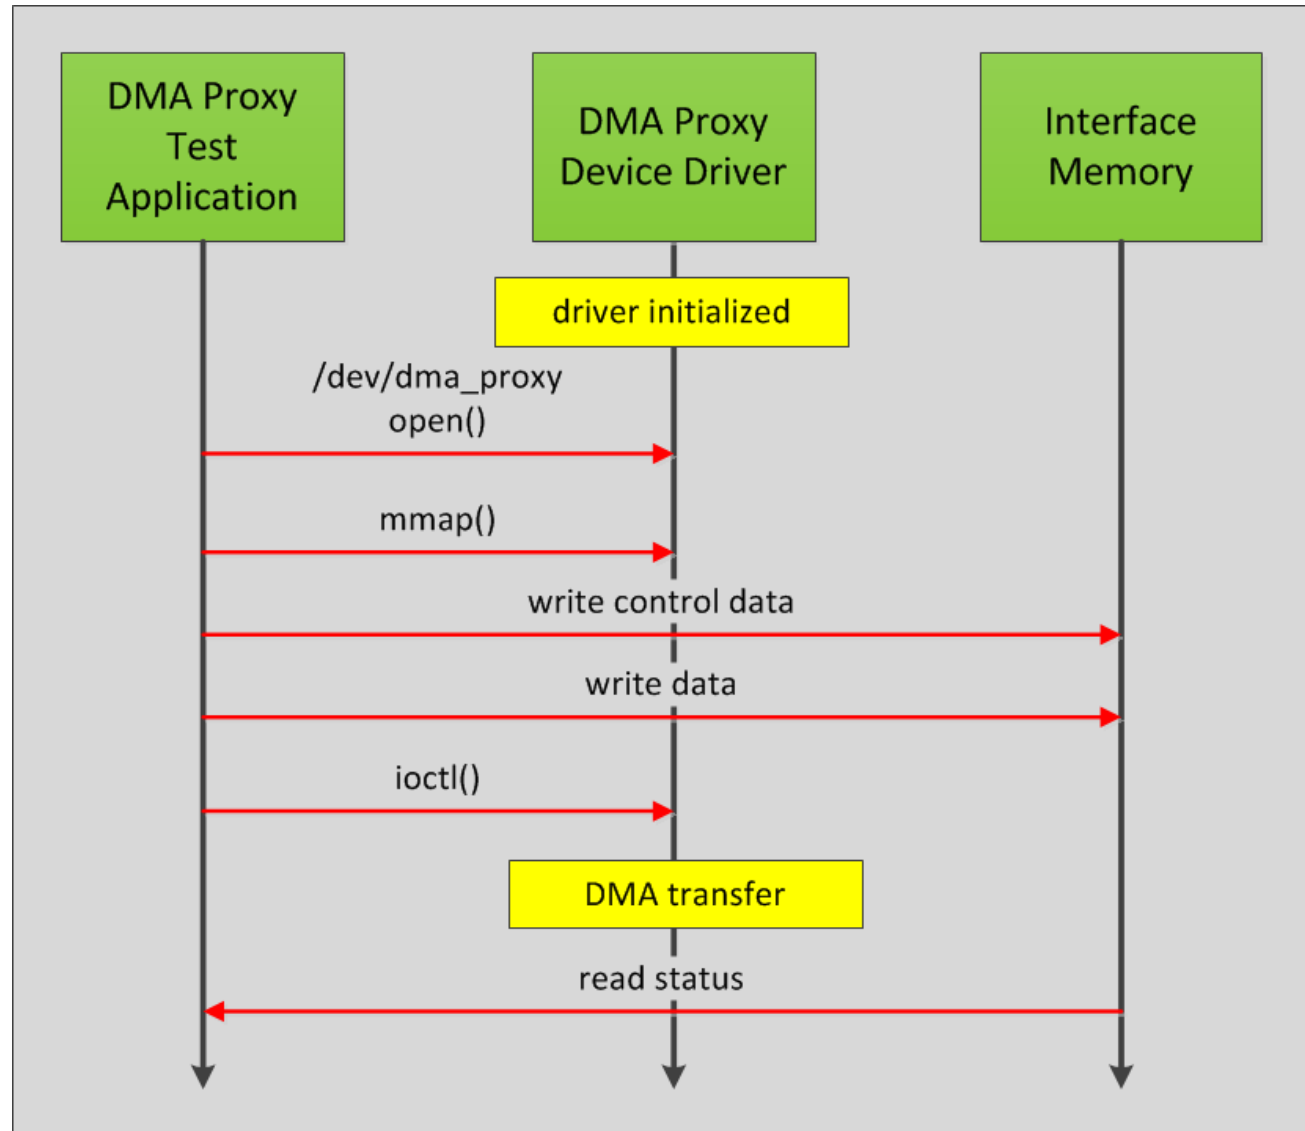 DMA Proxy
Test
Application
DMA Proxy
Device Driver
Interface
Memory
driver initialized
/dev/dma_proxy
open()
mmap()
write control data
write data
ioctl()
DMA transfer
read status